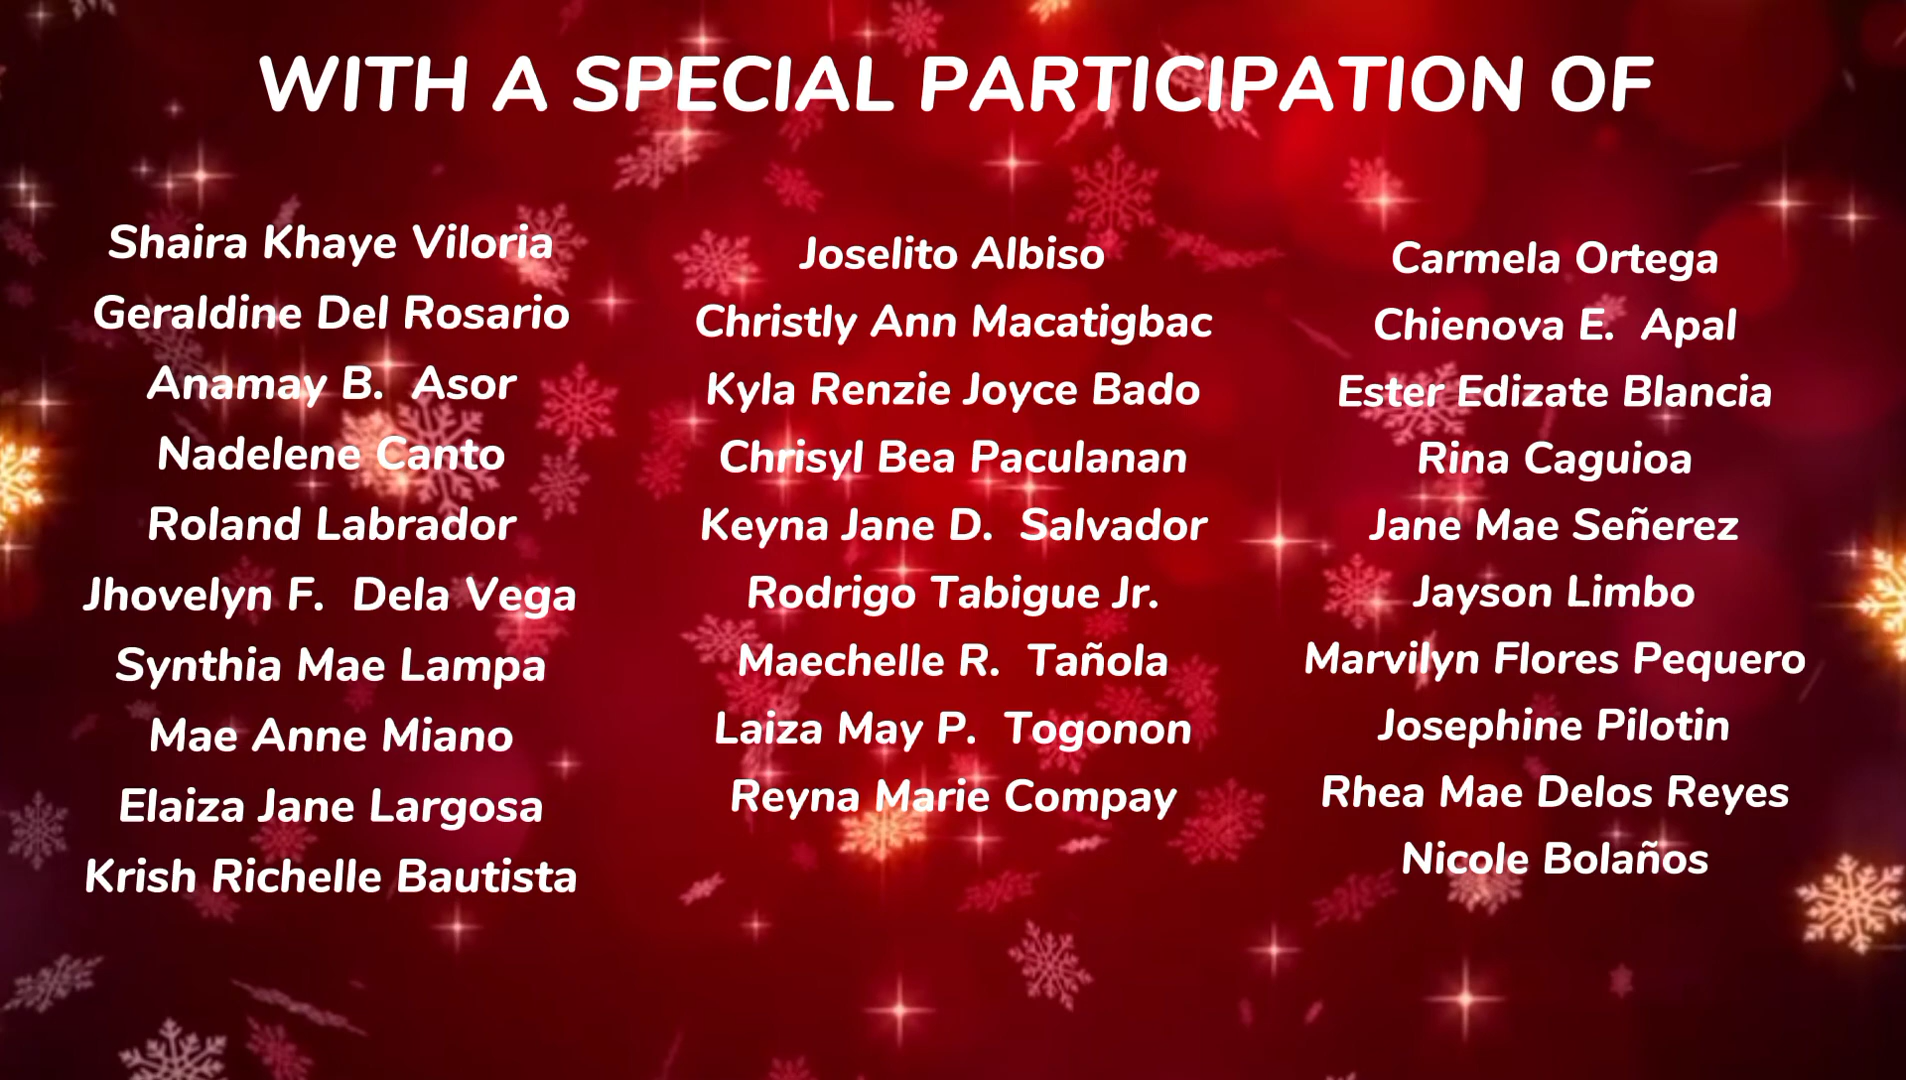 WITH A SPECIAL PARTICIPATION OF
Shaira Khaye Viloria
Geraldine Del Rosario
Anamay B.  Asor
Nadelene Canto
Roland Labrador
Jhovelyn F.  Dela Vega
Synthia Mae Lampa
Mae Anne Miano
Elaiza Jane Largosa
Krish Richelle Bautista
Joselito Albiso
Christly Ann Macatigbac
Kyla Renzie Joyce Bado
Chrisyl Bea Paculanan
Keyna Jane D.  Salvador
Rodrigo Tabigue Jr.
Maechelle R.  Tañola
Laiza May P.  Togonon
Reyna Marie Compay
Carmela Ortega
Chienova E.  Apal
Ester Edizate Blancia
Rina Caguioa
Jane Mae Señerez
Jayson Limbo
Marvilyn Flores Pequero
Josephine Pilotin
Rhea Mae Delos Reyes
Nicole Bolaños